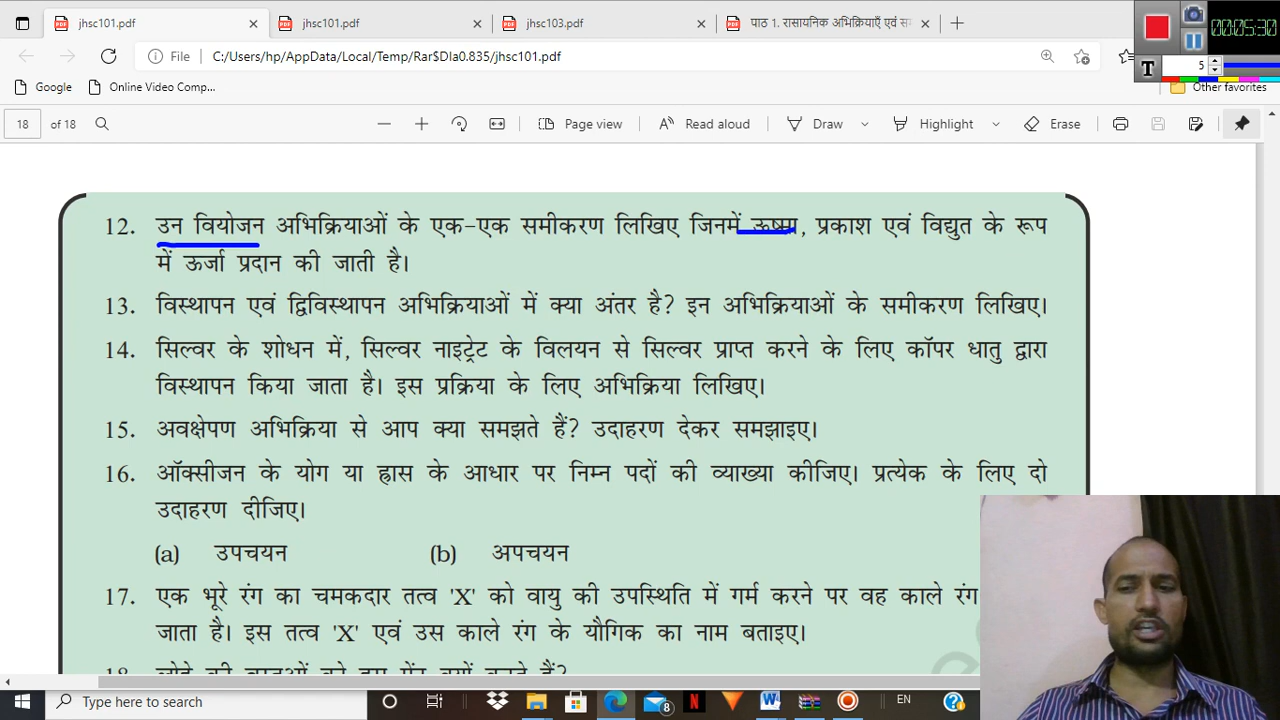 jhsc101.pdf
jhsc101.pdf
jhsc103.pdf
पाठ 1. रासायनिक अभिक्रियाएँ एवं
00:05:30
File C:/Users/hp/AppData/Local/Temp/Rar$DIa0.835/jhsc101.pdf
T 5
Google Online Video Comp... Other favorites
18 of 18 Page view Read aloud Draw Highlight Erase
12. उन वियोजन अभिक्रियाओं के एक-एक समीकरण लिखिए जिनमें ऊष्मा, प्रकाश एवं विद्युत के रूप
में ऊर्जा प्रदान की जाती है।
13. विस्थापन एवं द्विविस्थापन अभिक्रियाओं में क्या अंतर है? इन अभिक्रियाओं के समीकरण लिखिए।
14. सिल्वर के शोधन में, सिल्वर नाइट्रेट के विलयन से सिल्वर प्राप्त करने के लिए कॉपर धातु द्वारा
विस्थापन किया जाता है। इस प्रक्रिया के लिए अभिक्रिया लिखिए।
15. अवक्षेपण अभिक्रिया से आप क्या समझते हैं? उदाहरण देकर समझाइए।
16. ऑक्सीजन के योग या ह्रास के आधार पर निम्न पदों की व्याख्या कीजिए। प्रत्येक के लिए दो
उदाहरण दीजिए।
(a) उपचयन (b) अपचयन
17. एक भूरे रंग का चमकदार तत्व 'X' को वायु की उपस्थिति में गर्म करने पर वह काले रंग
जाता है। इस तत्व 'X' एवं उस काले रंग के यौगिक का नाम बताइए।
Type here to search
8
EN